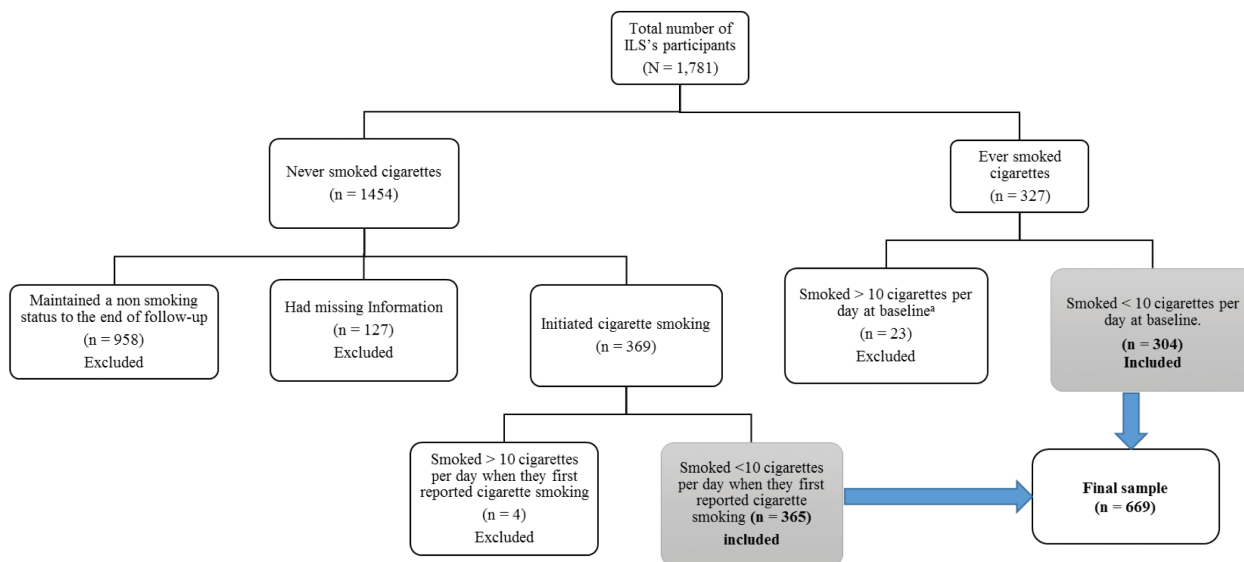 Total number of
ILS's participants
(N = 1,781)
Never smoked cigarettes
(n = 1454)
Ever smoked
cigarettes
(n = 327)
Maintained a non smoking
status to the end of follow-up
(n = 958)
Excluded
Had missing Information
(n = 127)
Excluded
Initiated cigarette smoking
(n = 369)
Smoked > 10 cigarettes per
day at baselineᵃ
(n = 23)
Excluded
Smoked < 10 cigarettes per
day at baseline.
(n = 304)
Included
Smoked > 10 cigarettes
per day when they first
reported cigarette smoking
(n = 4)
Excluded
Smoked <10 cigarettes
per day when they first
reported cigarette
smoking (n = 365)
included
Final sample
(n = 669)